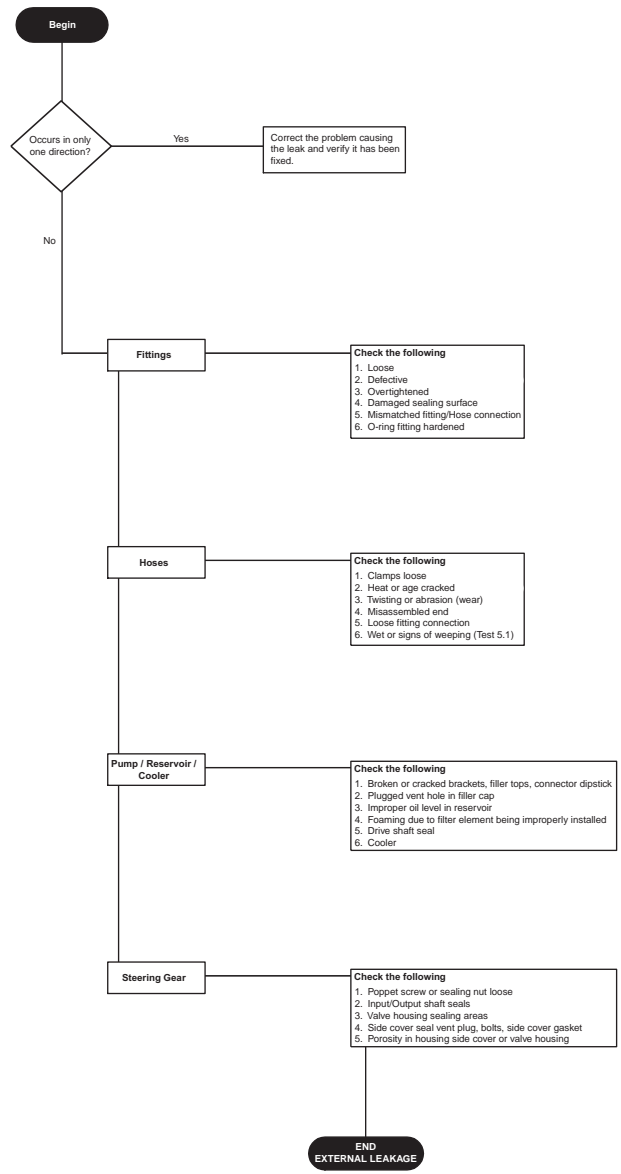 Begin
Occurs in only
one direction?
Yes
Correct the problem causing
the leak and verify it has been
fixed.
No
Fittings
Check the following
1. Loose
2. Defective
3. Overtightened
4. Damaged sealing surface
5. Mismatched fitting/Hose connection
6. O-ring fitting hardened
Hoses
Check the following
1. Clamps loose
2. Heat or age cracked
3. Twisting or abrasion (wear)
4. Misassembled end
5. Loose fitting connection
6. Wet or signs of weeping (Test 5.1)
Pump / Reservoir /
Cooler
Check the following
1. Broken or cracked brackets, filler tops, connector dipstick
2. Plugged vent hole in filler cap
3. Improper oil level in reservoir
4. Foaming due to filter element being improperly installed
5. Drive shaft seal
6. Cooler
Steering Gear
Check the following
1. Poppet screw or sealing nut loose
2. Input/Output shaft seals
3. Valve housing sealing areas
4. Side cover seal vent plug, bolts, side cover gasket
5. Porosity in housing side cover or valve housing
END
EXTERNAL LEAKAGE